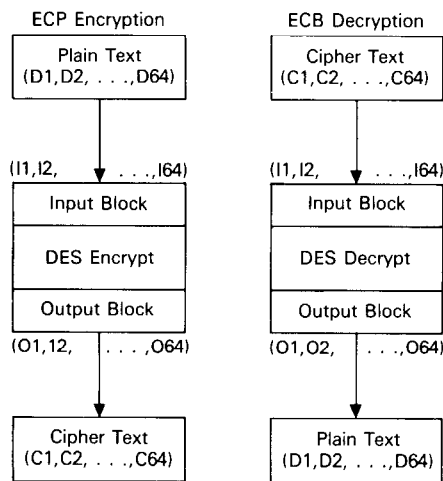 ECP Encryption
Plain Text
(D1,D2, . . .,D64)
(I1,I2, . . .,I64)
Input Block
DES Encrypt
Output Block
(O1,12, . . .,O64)
Cipher Text
(C1,C2, . . .,C64)
ECB Decryption
Cipher Text
(C1,C2, . . .,C64)
(I1,I2, . . .,I64)
Input Block
DES Decrypt
Output Block
(O1,O2, . . .,O64)
Plain Text
(D1,D2, . . .,D64)